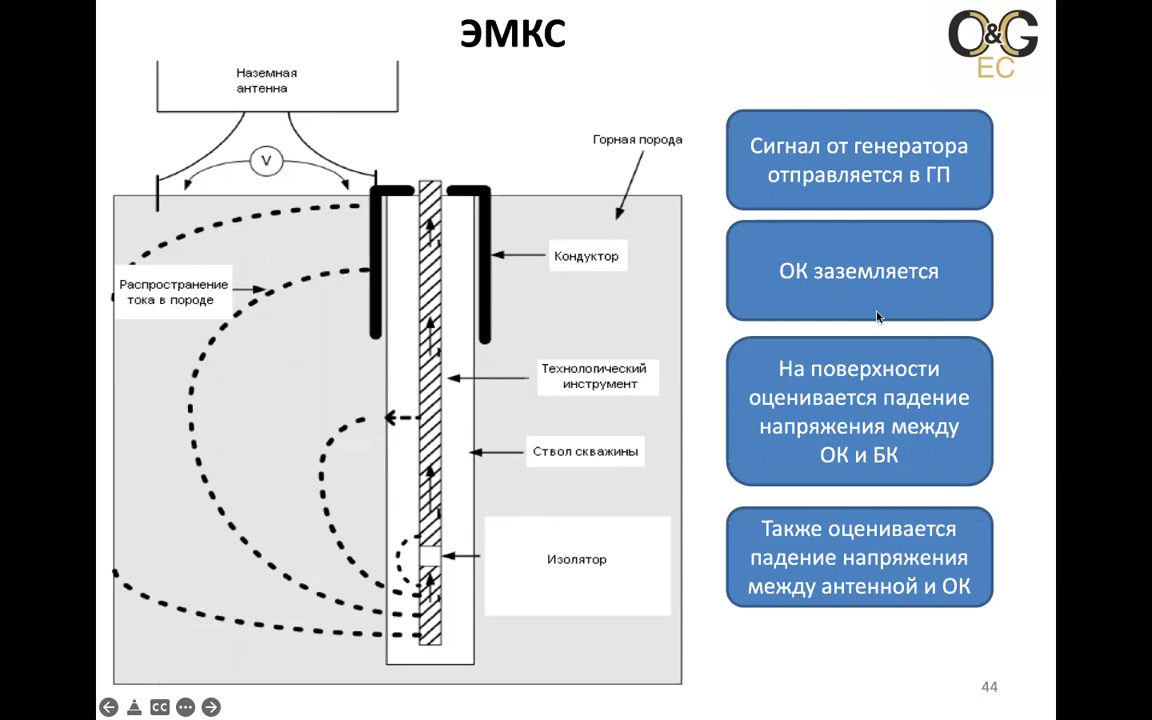 ЭМКС
O&G
EC
Наземная
антенна
V
Горная порода
Кондуктор
Распространение
тока в породе
Технологический
инструмент
Ствол скважины
Изолятор
Сигнал от генератора
отправляется в ГП
ОК заземляется
На поверхности
оценивается падение
напряжения между
ОК и БК
Также оценивается
падение напряжения
между антенной и ОК
44
CC